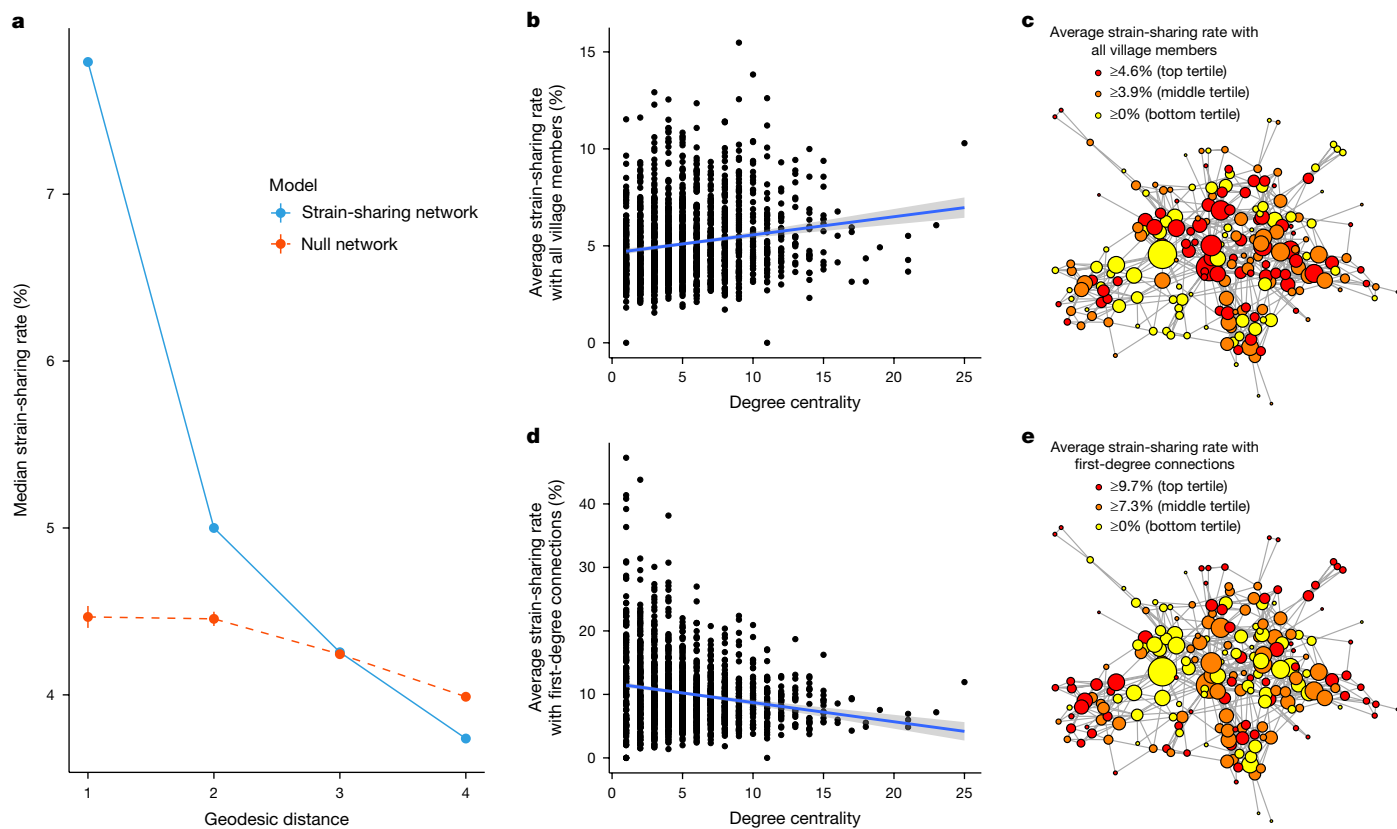 a
Median strain-sharing rate (%)
7
6
5
4
1 2 3 4
Geodesic distance
Model
Strain-sharing network
Null network
b
Average strain-sharing rate
with all village members (%)
15
10
5
0
0 5 10 15 20 25
Degree centrality
c
Average strain-sharing rate with
all village members
≥4.6% (top tertile)
≥3.9% (middle tertile)
≥0% (bottom tertile)
d
Average strain-sharing rate
with first-degree connections (%)
40
30
20
10
0
0 5 10 15 20 25
Degree centrality
e
Average strain-sharing rate with
first-degree connections
≥9.7% (top tertile)
≥7.3% (middle tertile)
≥0% (bottom tertile)